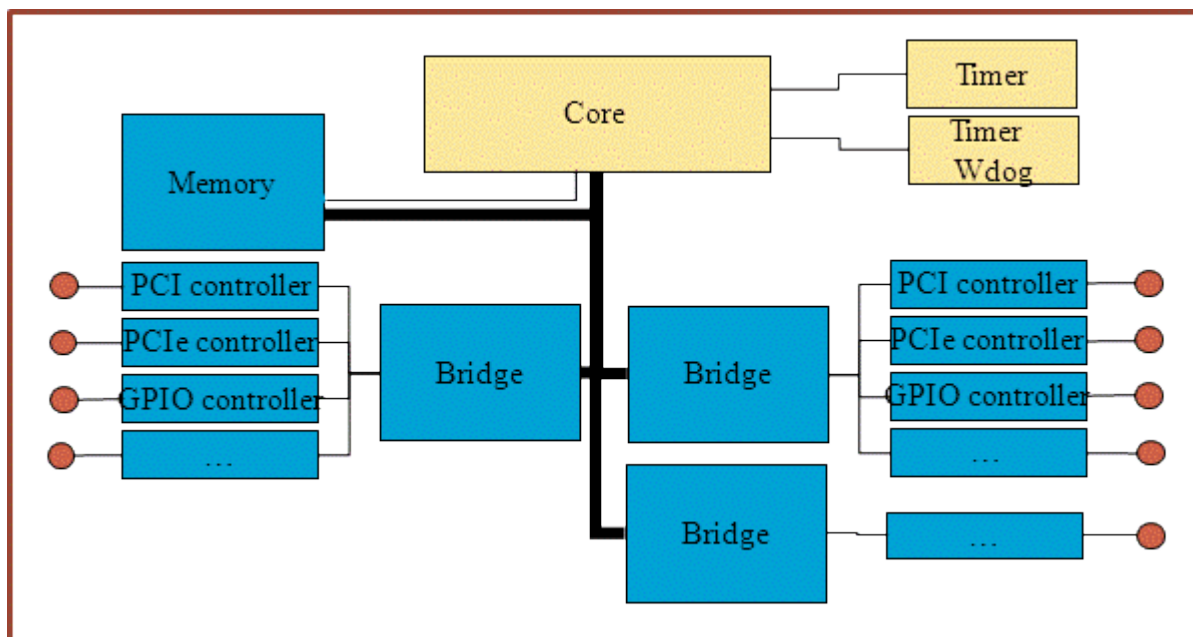 Core
Timer
Timer
Wdog
Memory
PCI controller
PCIe controller
GPIO controller
...
Bridge
Bridge
PCI controller
PCIe controller
GPIO controller
...
Bridge
...